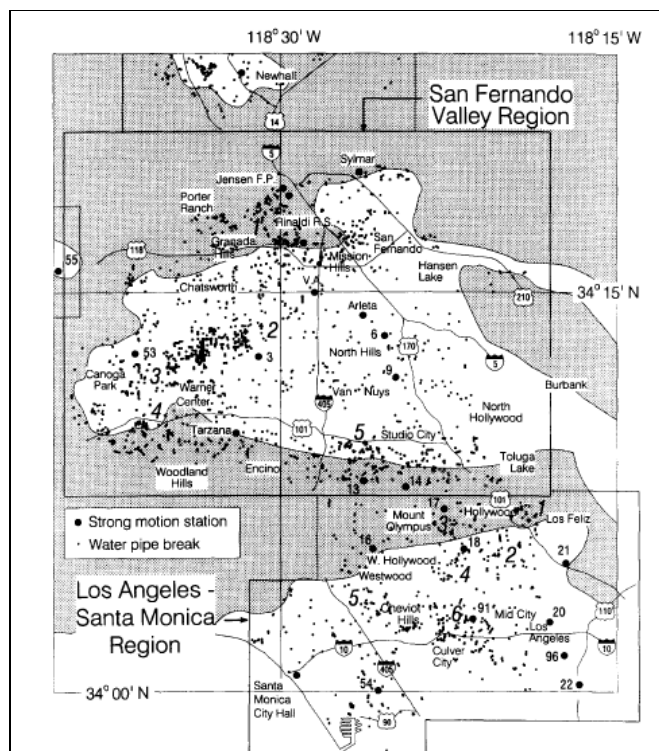 118° 30' W
118° 15' W
Newhall
14
San Fernando
Valley Region
5
Sylmar
Jensen F.P.
Porter
Ranch
Rinaldi R.S.
Granada
Hills
San
Fernando
Mission
Hills
118
55
Hansen
Lake
V.A.
Chatsworth
210
34° 15' N
Arleta
2
6
North Hills
170
53
3
9
5
Canoga
Park
3
Warner
Center
Van Nuys
Burbank
4
405
North
Hollywood
101
5
Studio City
Tarzana
Encino
Toluga
Lake
Woodland
Hills
13
14
101
17
Hollywood
1
Mount
Olympus
3
Los Feliz
Strong motion station
Water pipe break
16
18
2
W. Hollywood
21
Westwood
4
Los Angeles -
Santa Monica
Region
5
Cheviot
Hills
6
91
Mid City
20
110
Los
Angeles
Culver
City
10
10
96
405
54
22
34° 00' N
Santa
Monica
City Hall
90